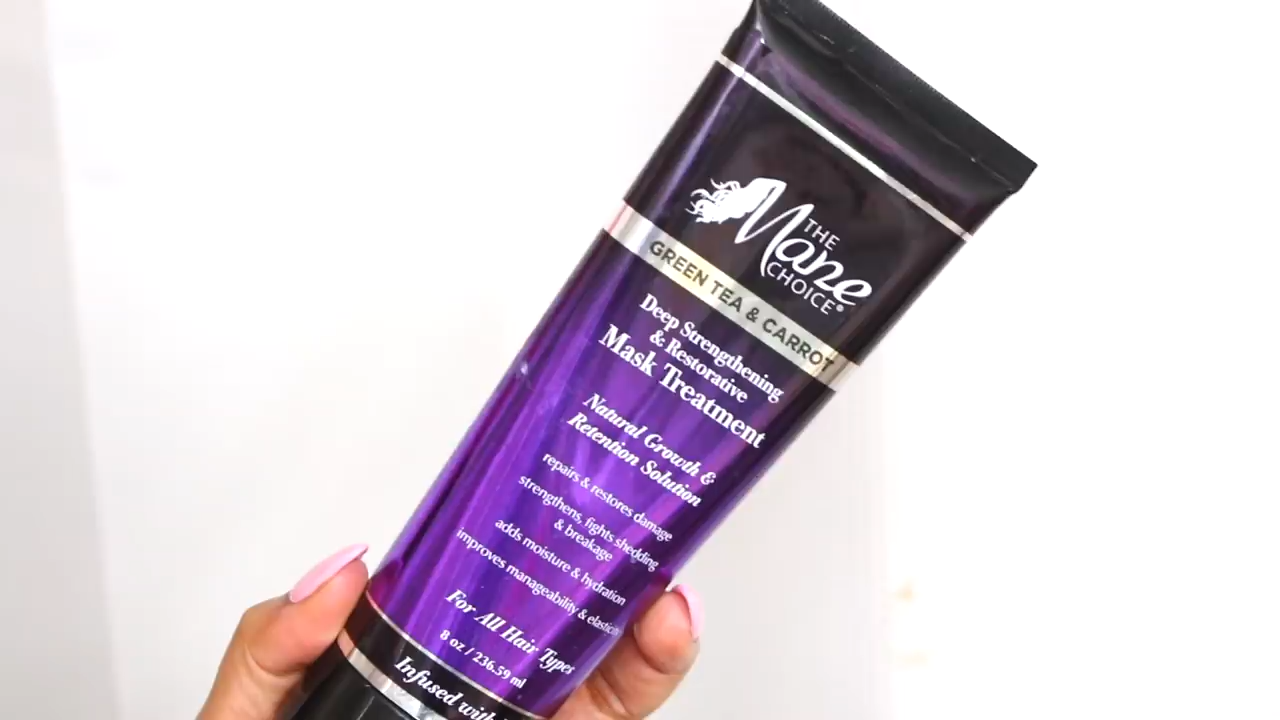 THE
Mane
CHOICE®
GREEN TEA & CARROT
Deep Strengthening
& Restorative
Mask Treatment
Natural Growth &
Retention Solution
repairs & restores damage
strengthens, fights shedding
& breakage
adds moisture & hydration
improves manageability &
For All Hair Types
8 oz / 236.59 ml
Infused with